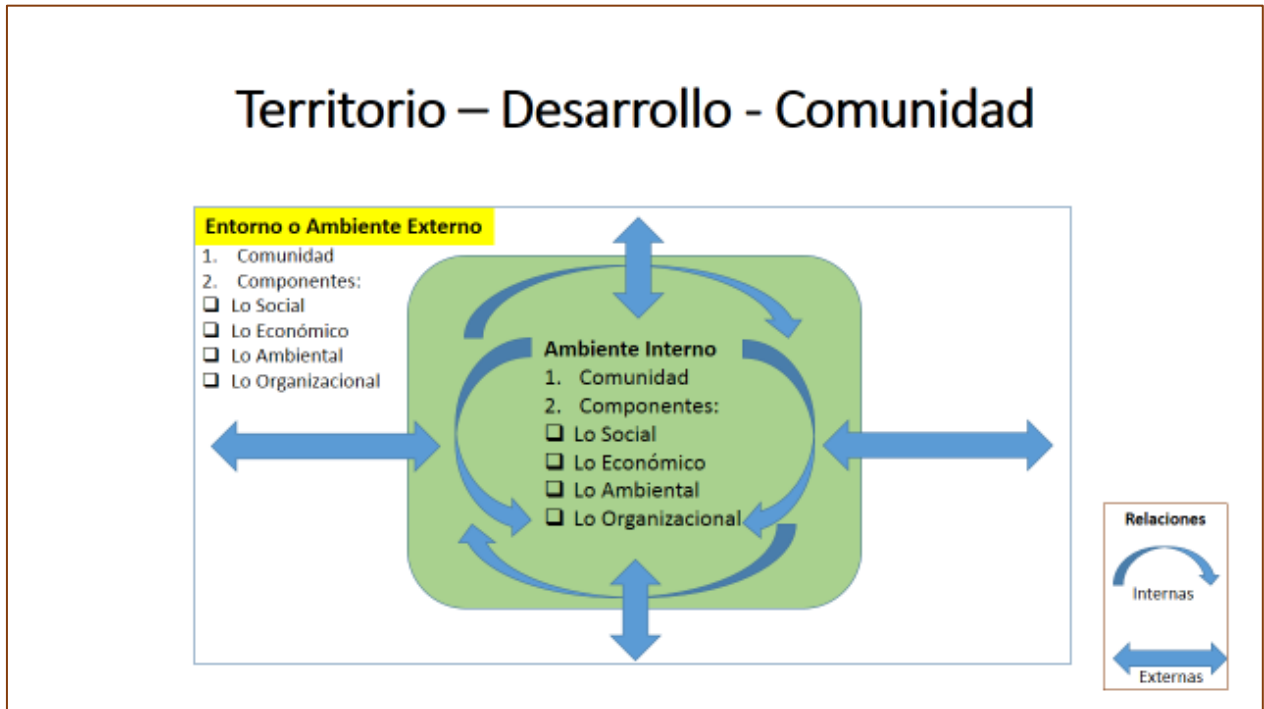 Territorio – Desarrollo - Comunidad
Entorno o Ambiente Externo
1. Comunidad
2. Componentes:
❑ Lo Social
❑ Lo Económico
❑ Lo Ambiental
❑ Lo Organizacional
Ambiente Interno
1. Comunidad
2. Componentes:
❑ Lo Social
❑ Lo Económico
❑ Lo Ambiental
❑ Lo Organizacional
Relaciones
Internas
Externas